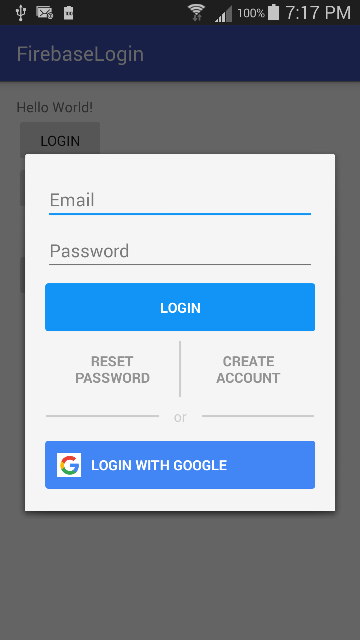 100% 7:17 PM
FirebaseLogin
Hello World!
LOGIN
Email
Password
LOGIN
RESET
PASSWORD
CREATE
ACCOUNT
or
LOGIN WITH GOOGLE